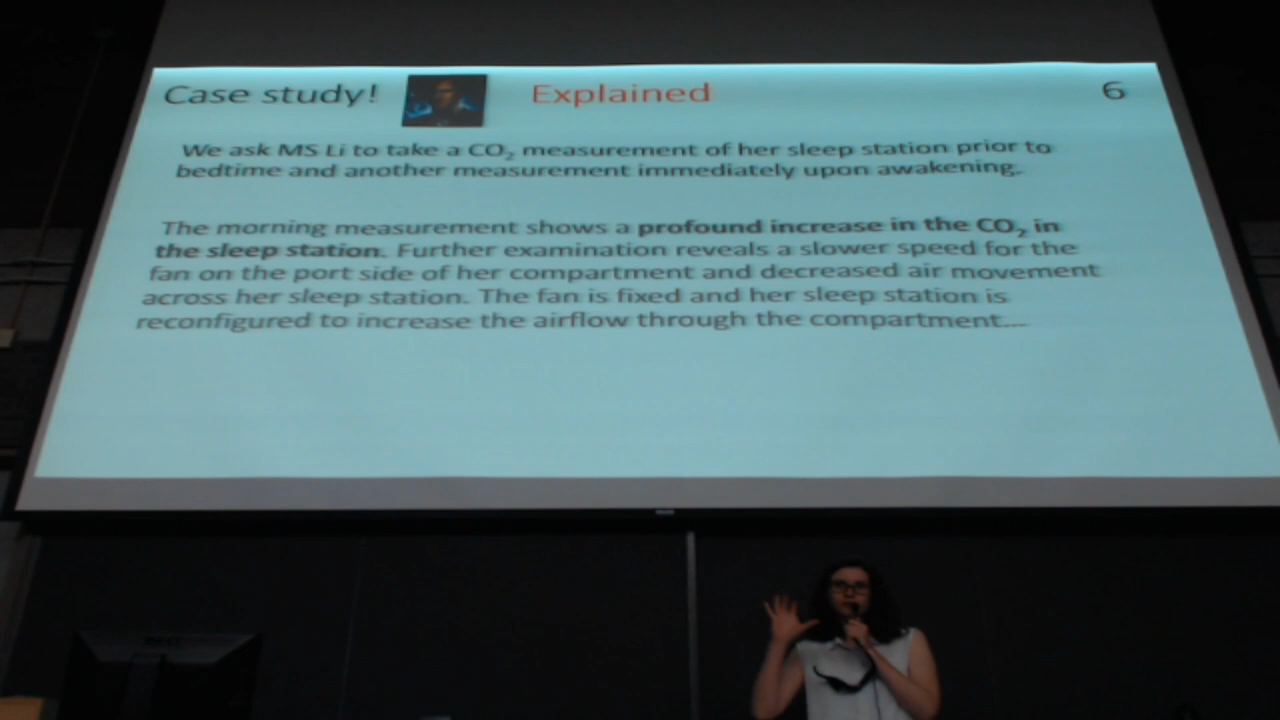 Case study! Explained 6
We ask MS Li to take a CO₂ measurement of her sleep station prior to
bedtime and another measurement immediately upon awakening.
The morning measurement shows a profound increase in the CO₂ in
the sleep station. Further examination reveals a slower speed for the
fan on the port side of her compartment and decreased air movement
across her sleep station. The fan is fixed and her sleep station is
reconfigured to increase the airflow through the compartment...